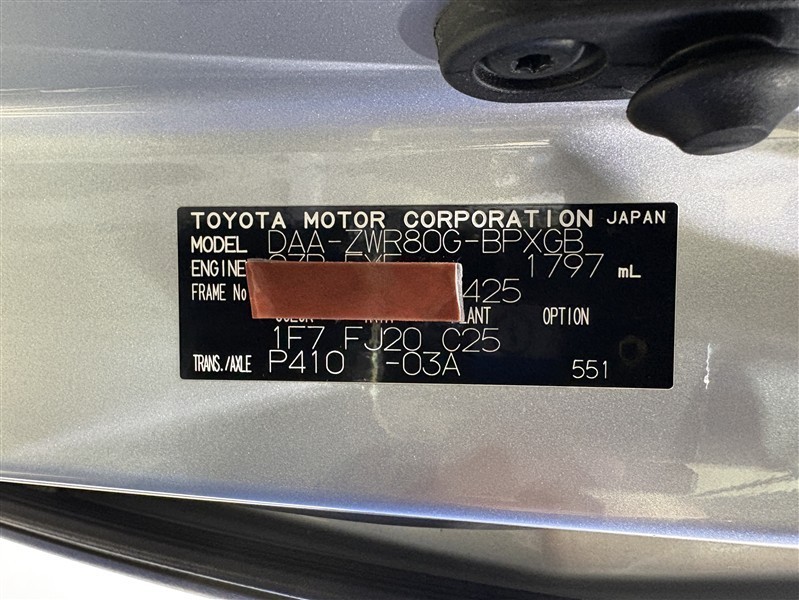 TOYOTA MOTOR CORPORATION JAPAN
MODEL DAA-ZWR80G-BPXGB
ENGINE 1797 mL
FRAME No 425
OPTION
1F7 FJ20 C25
TRANS./AXLE P410 -03A 551